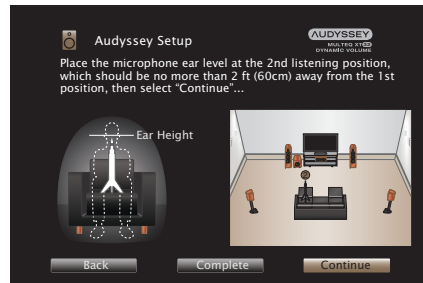 Audyssey Setup
AUDYSSEY
MULTEQ XT32
DYNAMIC VOLUME
Place the microphone ear level at the 2nd listening position,
which should be no more than 2 ft (60cm) away from the 1st
position, then select “Continue”...
Ear Height
Back
Complete
Continue